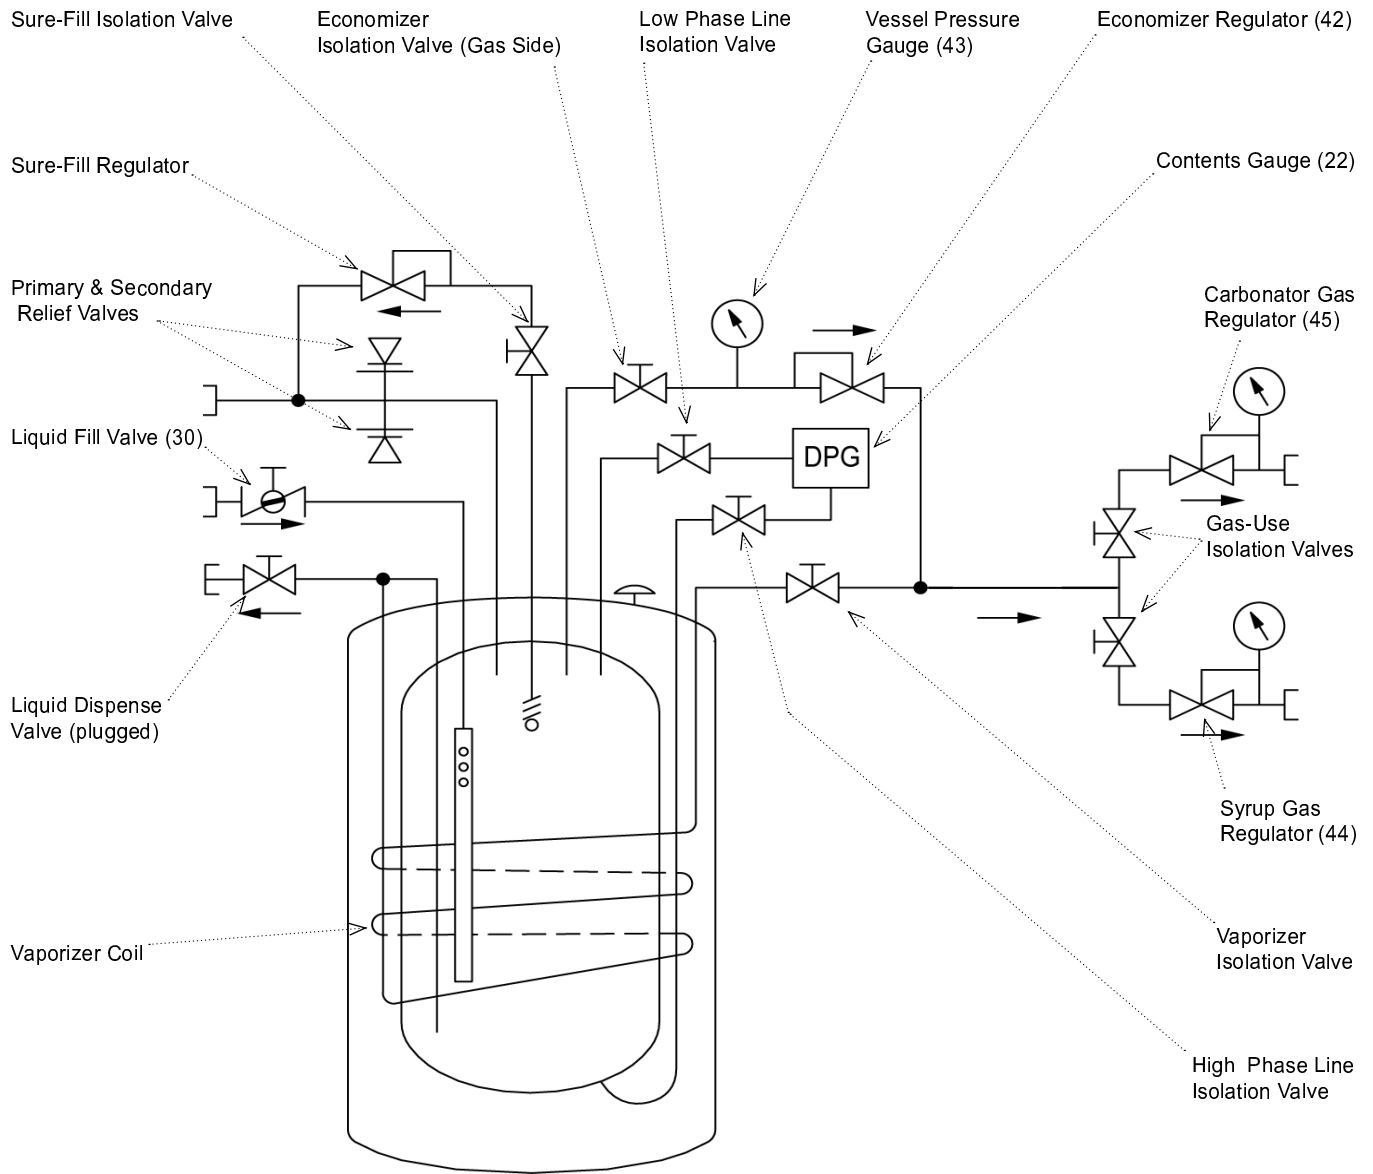 Sure-Fill Isolation Valve
Economizer
Isolation Valve (Gas Side)
Low Phase Line
Isolation Valve
Vessel Pressure
Gauge (43)
Economizer Regulator (42)
Sure-Fill Regulator
Contents Gauge (22)
Primary & Secondary
Relief Valves
Carbonator Gas
Regulator (45)
Liquid Fill Valve (30)
DPG
Gas-Use
Isolation Valves
Liquid Dispense
Valve (plugged)
Syrup Gas
Regulator (44)
Vaporizer Coil
Vaporizer
Isolation Valve
High  Phase Line
Isolation Valve